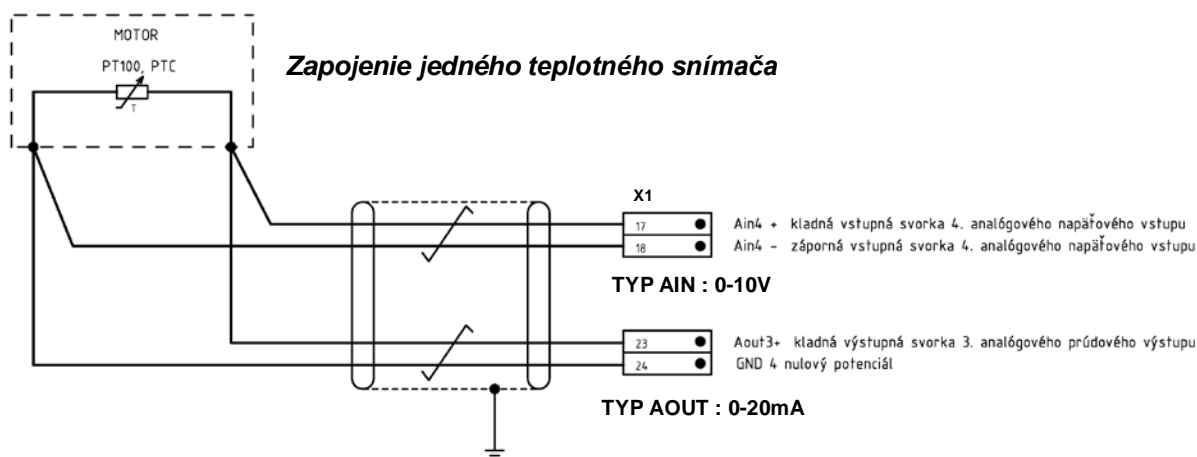 MOTOR
PT100, PTC
T
Zapojenie jedného teplotného snímača
X1
17 Ain4 + kladná vstupná svorka 4. analógového napäťového vstupu
18 Ain4 - záporná vstupná svorka 4. analógového napäťového vstupu
TYP AIN : 0-10V
23 Aout3+ kladná výstupná svorka 3. analógového prúdového výstupu
24 GND 4 nulový potenciál
TYP AOUT : 0-20mA